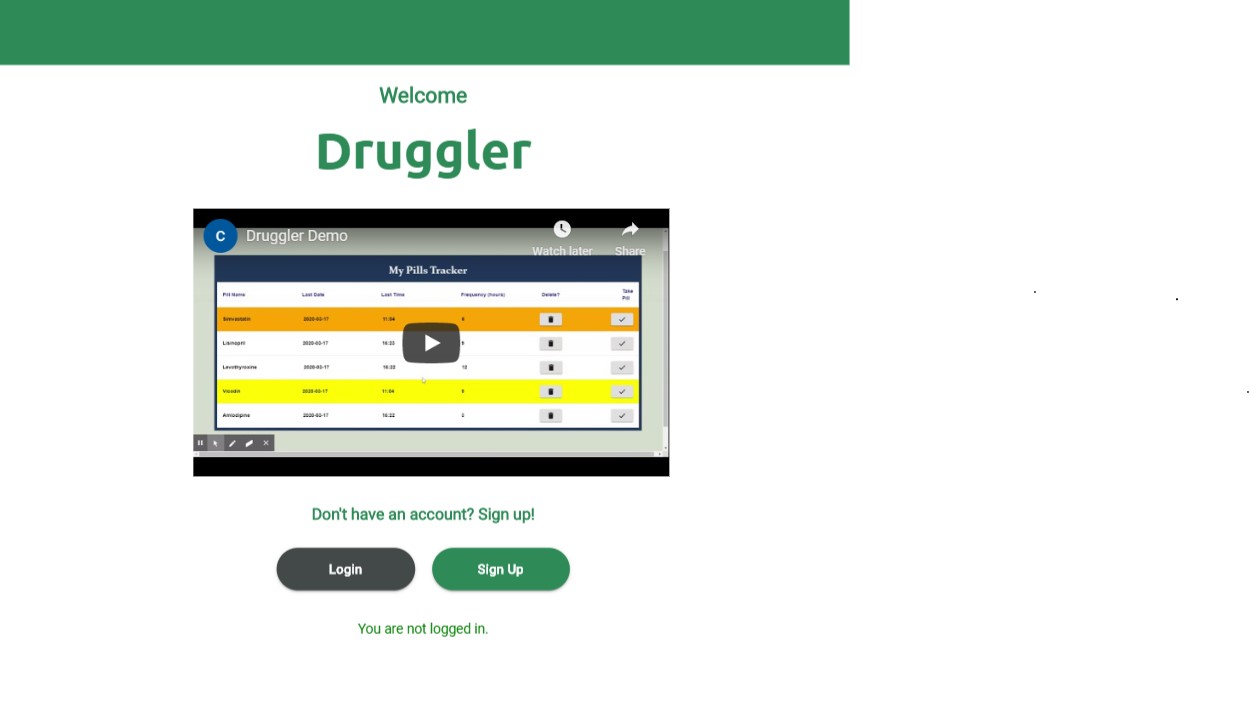 Welcome
Druggler
C Druggler Demo
Watch later Share
My Pills Tracker
Pill Name Last Date Last Time Frequency (hours) Delete? Take Pill
Simvastatin 2020-03-17 11:04 6
Lisinopril 2020-03-17 16:23 8
Levothyroxine 2020-03-17 16:22 12
Vicodin 2020-03-17 11:04 8
Amlodipine 2020-03-17 16:22
Don't have an account? Sign up!
Login Sign Up
You are not logged in.